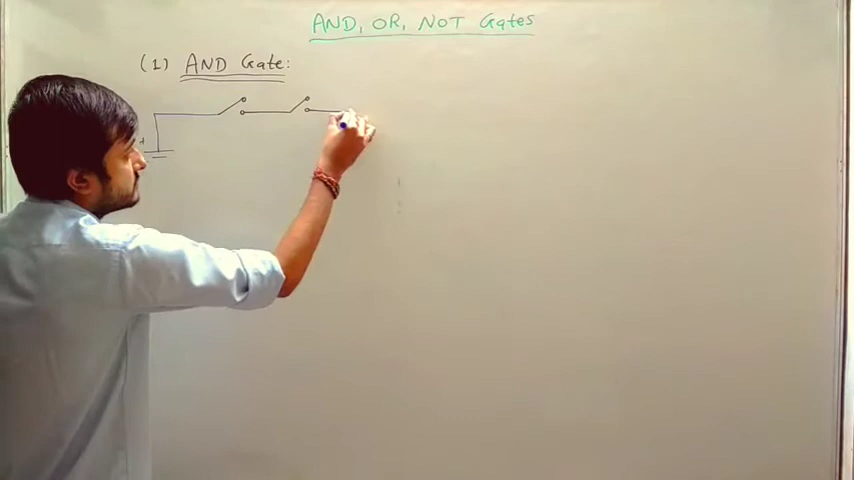 AND, OR, NOT Gates
(1) AND Gate:
+